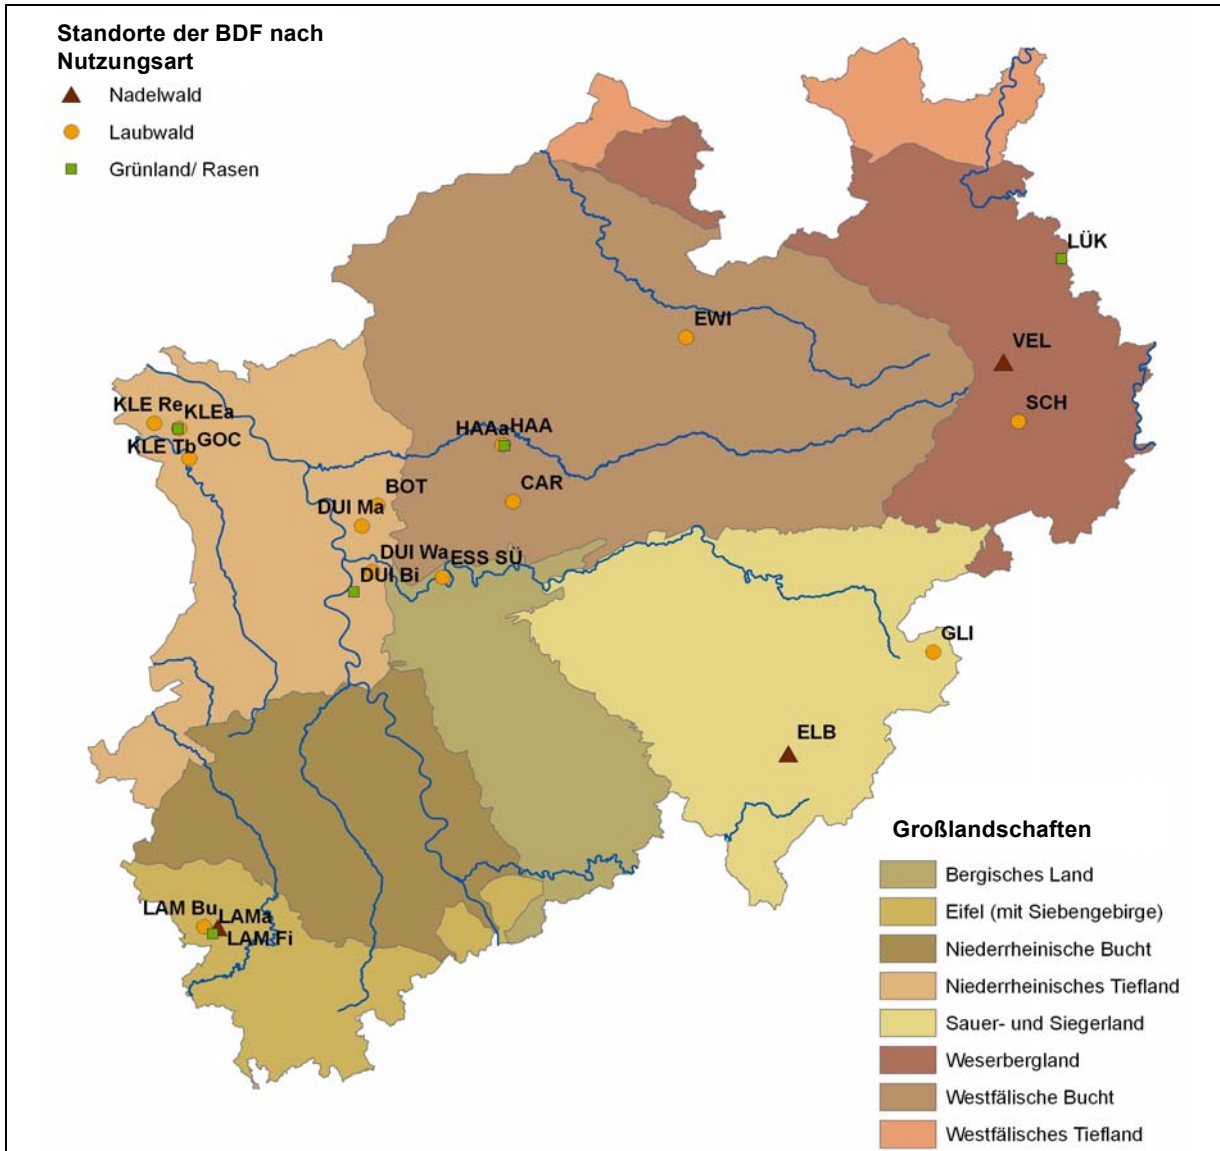 Standorte der BDF nach
Nutzungsart
Nadelwald
Laubwald
Grünland/ Rasen
LÜK
EWI
VEL
KLE Re
KLEa
SCH
HAAa
HAA
KLE Tb
GOC
CAR
BOT
DUI Ma
DUI Wa
ESS SÜ
DUI Bi
GLI
ELB
LAM Bu
LAMa
LAM Fi
Großlandschaften
Bergisches Land
Eifel (mit Siebengebirge)
Niederrheinische Bucht
Niederrheinisches Tiefland
Sauer- und Siegerland
Weserbergland
Westfälische Bucht
Westfälisches Tiefland